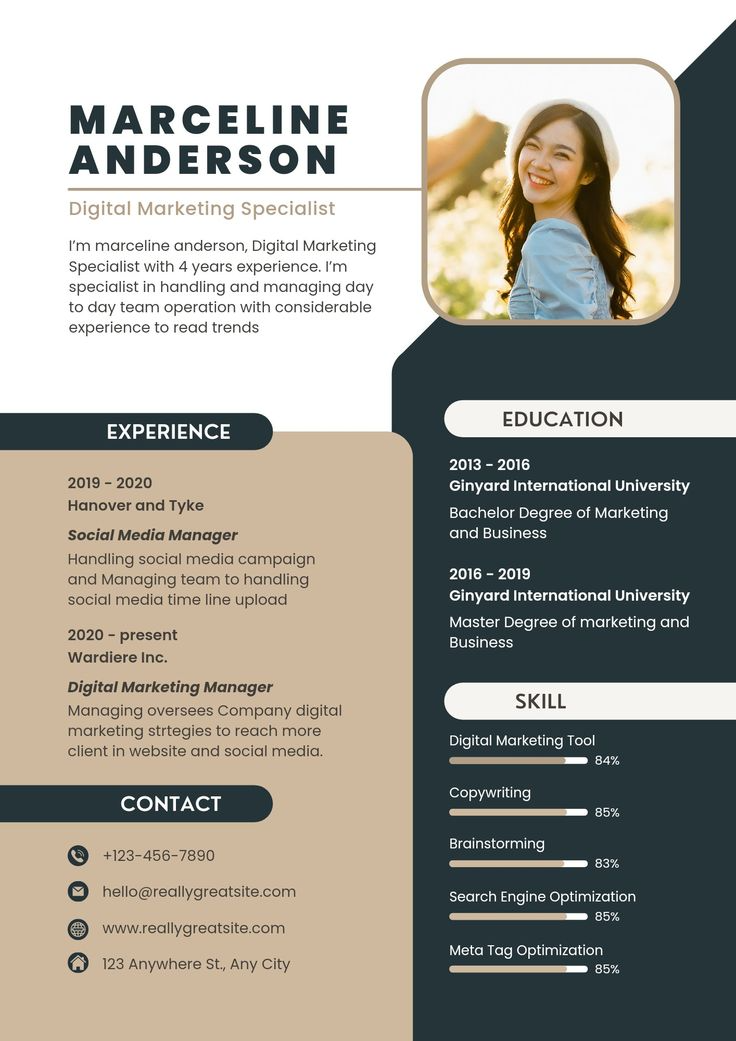 MARCELINE
ANDERSON
Digital Marketing Specialist
I'm marceline anderson, Digital Marketing
Specialist with 4 years experience. I'm
specialist in handling and managing day
to day team operation with considerable
experience to read trends
EXPERIENCE
2019 - 2020
Hanover and Tyke
Social Media Manager
Handling social media campaign
and Managing team to handling
social media time line upload
2020 - present
Wardiere Inc.
Digital Marketing Manager
Managing oversees Company digital
marketing strtegies to reach more
client in website and social media.
CONTACT
+123-456-7890
hello@reallygreatsite.com
www.reallygreatsite.com
123 Anywhere St., Any City
EDUCATION
2013 - 2016
Ginyard International University
Bachelor Degree of Marketing
and Business
2016 - 2019
Ginyard International University
Master Degree of marketing and
Business
SKILL
Digital Marketing Tool
84%
Copywriting
85%
Brainstorming
83%
Search Engine Optimization
85%
Meta Tag Optimization
85%